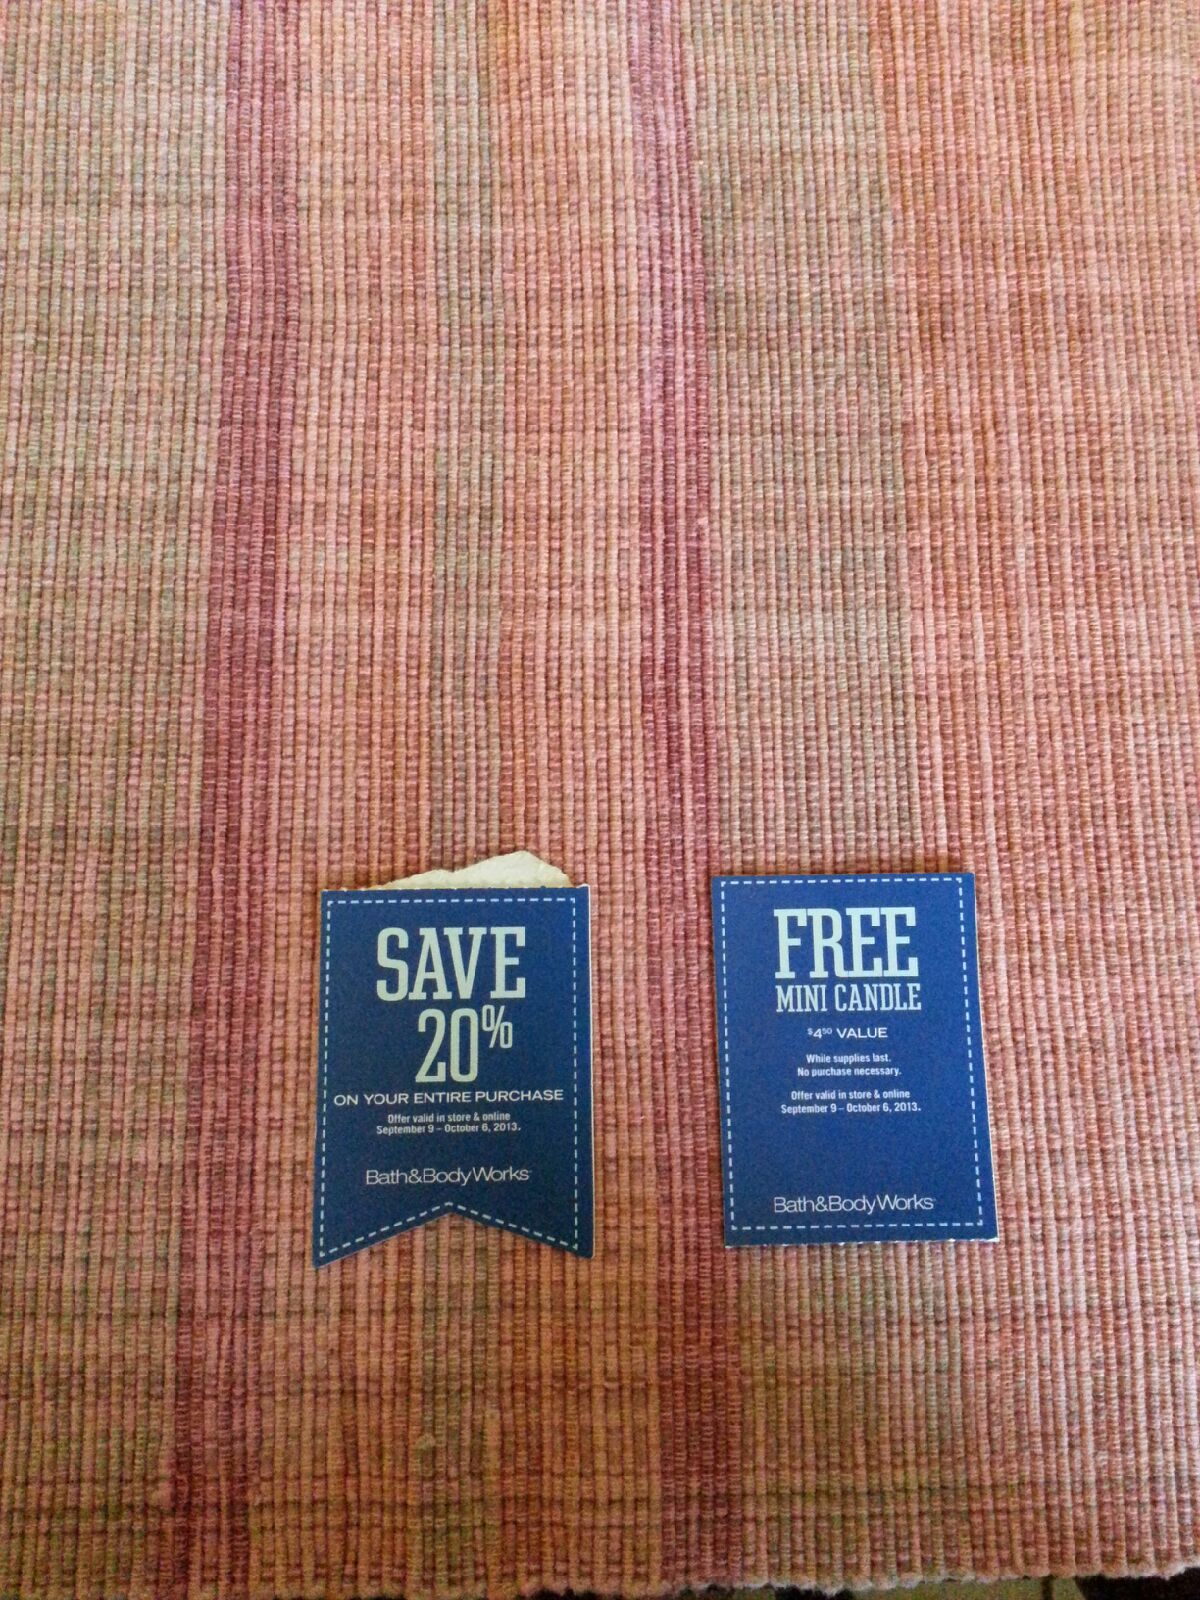 SAVE
20%
ON YOUR ENTIRE PURCHASE
Offer valid in store & online
September 9 – October 6, 2013.
Bath&BodyWorks
FREE
MINI CANDLE
$4.50 VALUE
While supplies last.
No purchase necessary.
Offer valid in store & online
September 9 – October 6, 2013.
Bath&BodyWorks